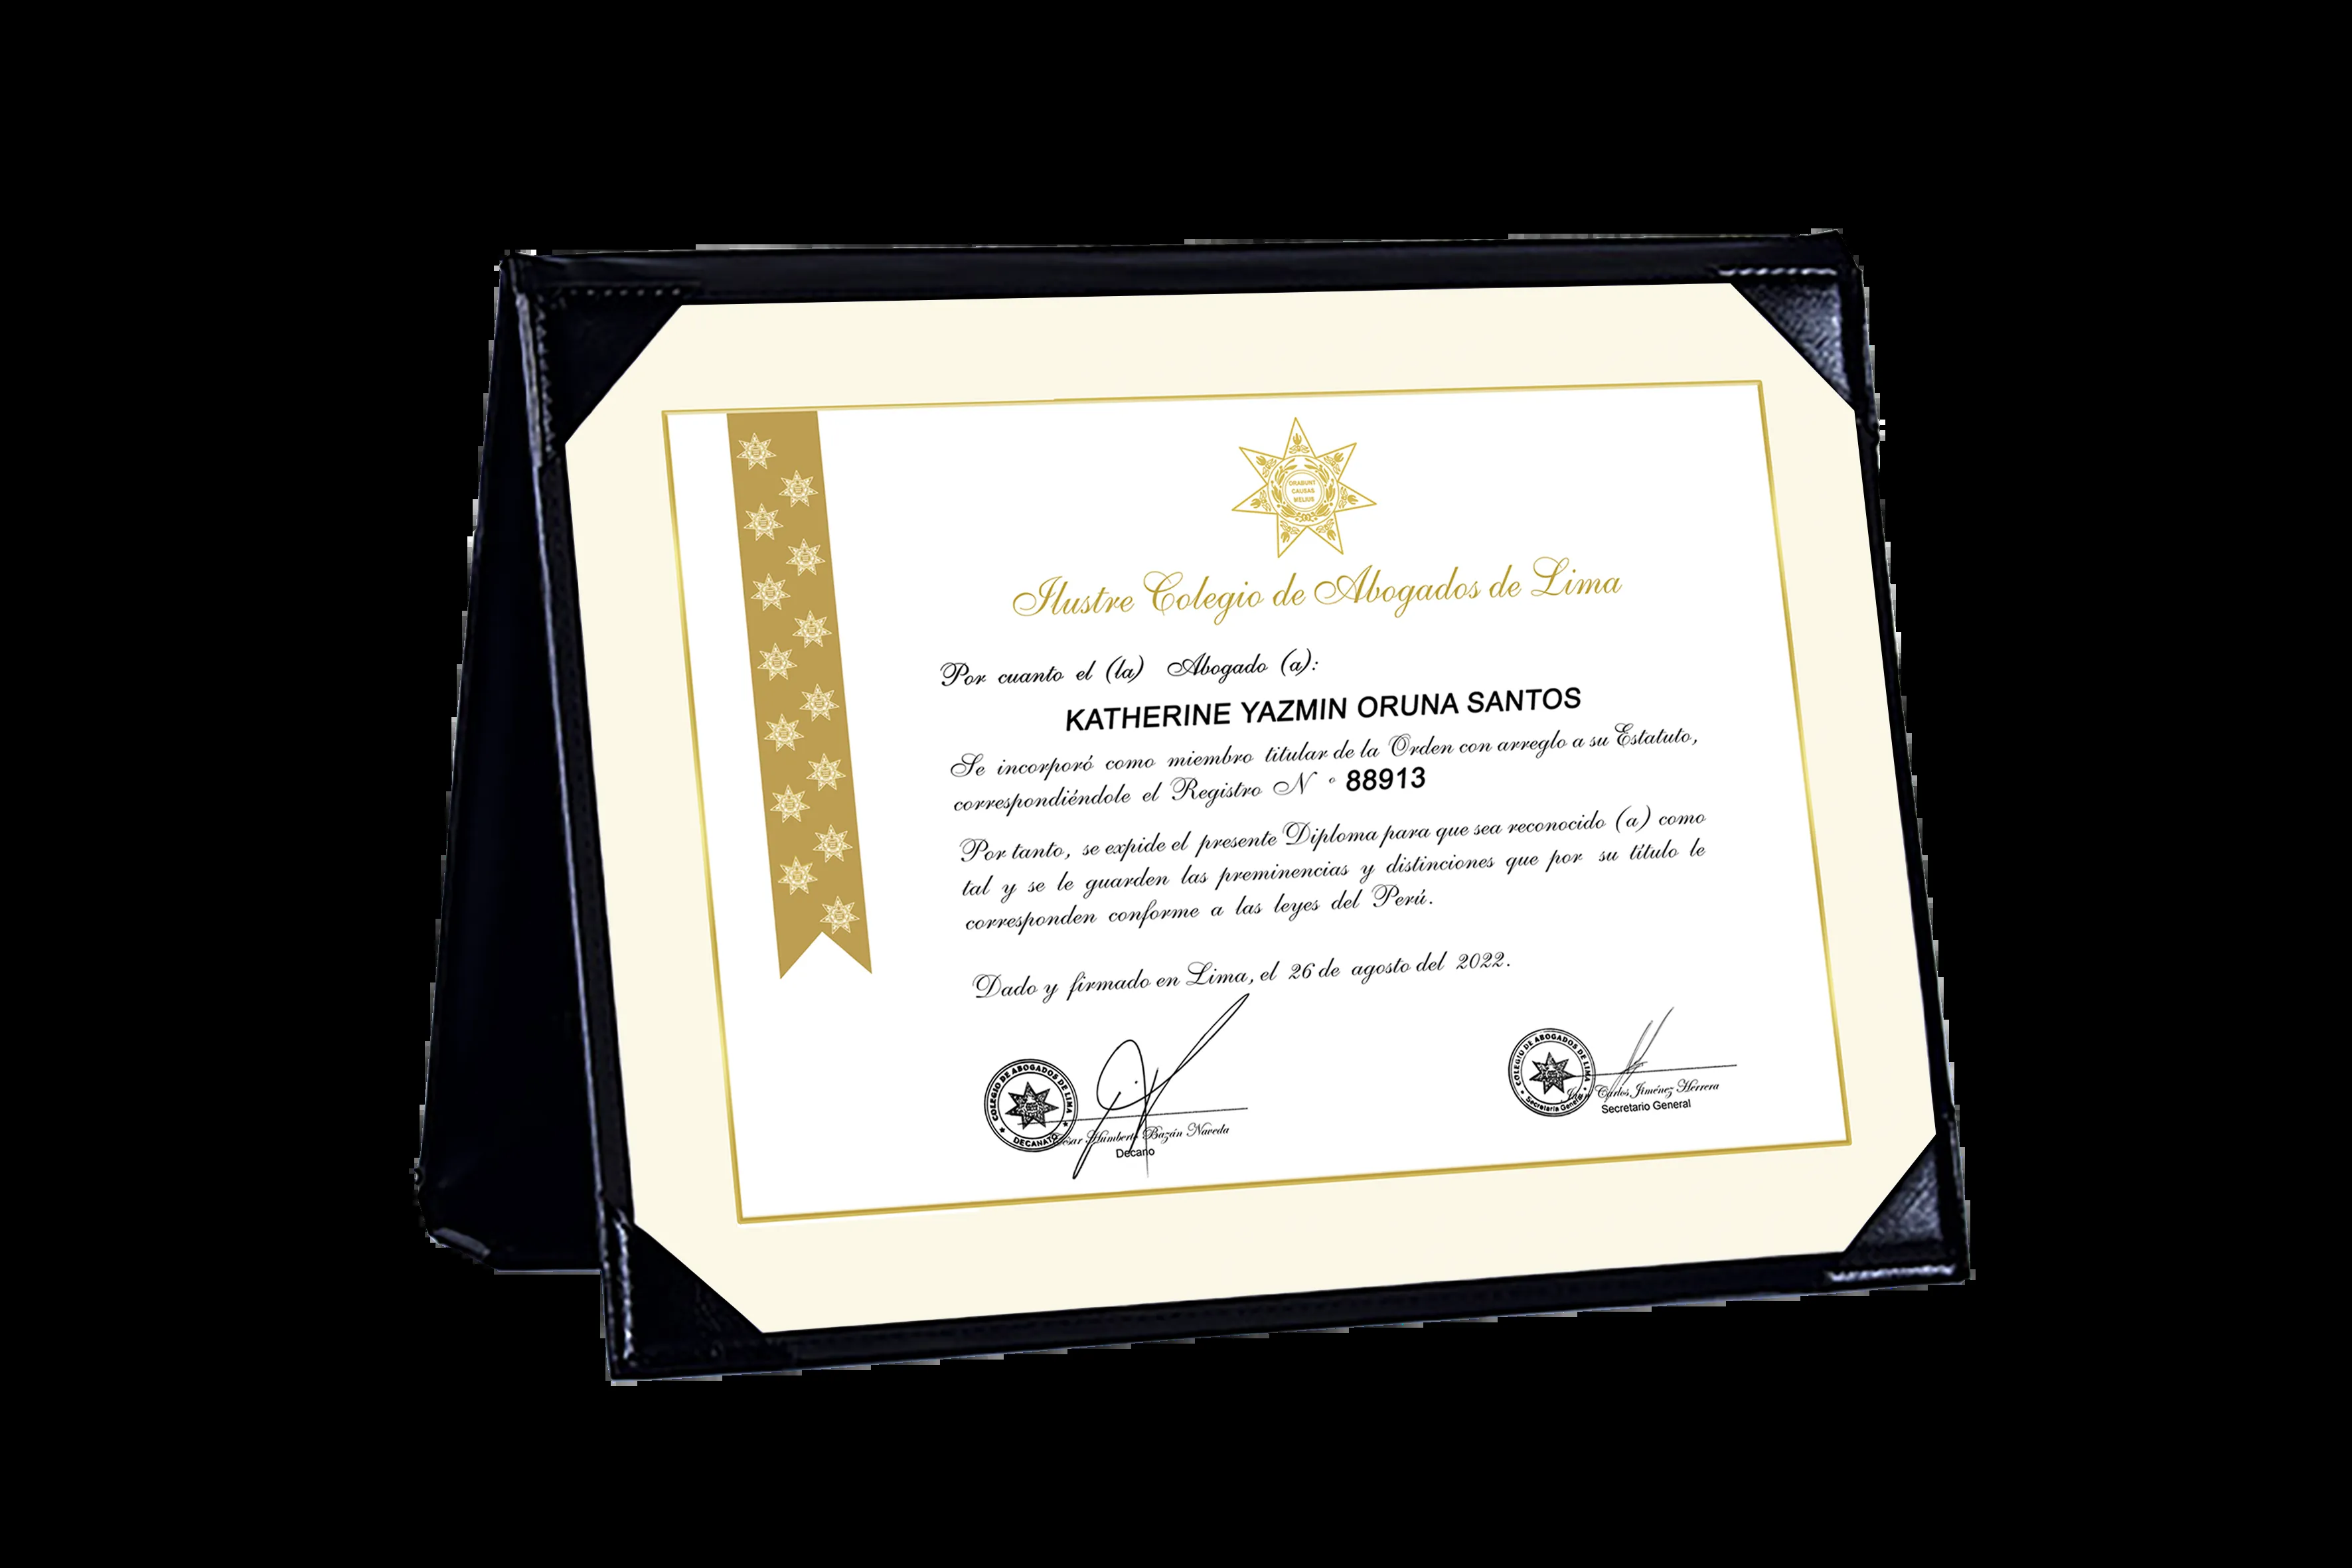 ORABUNT
CAUSAS
MELIUS
Ilustre Colegio de Abogados de Lima
Por cuanto el (la) Abogado (a):
KATHERINE YAZMIN ORUNA SANTOS
Se incorporó como miembro titular de la Orden con arreglo a su Estatuto,
correspondiéndole el Registro N° 88913
Por tanto, se expide el presente Diploma para que sea reconocido (a) como
tal y se le guarden las preminencias y distinciones que por su título le
corresponden conforme a las leyes del Perú.
Dado y firmado en Lima, el 26 de agosto del 2022.
COLEGIO DE ABOGADOS DE LIMA
DECANATO
Humberto Bazán Naveda
Decano
COLEGIO DE ABOGADOS DE LIMA
Secretaria General
Carlos Jiménez Herrera
Secretario General